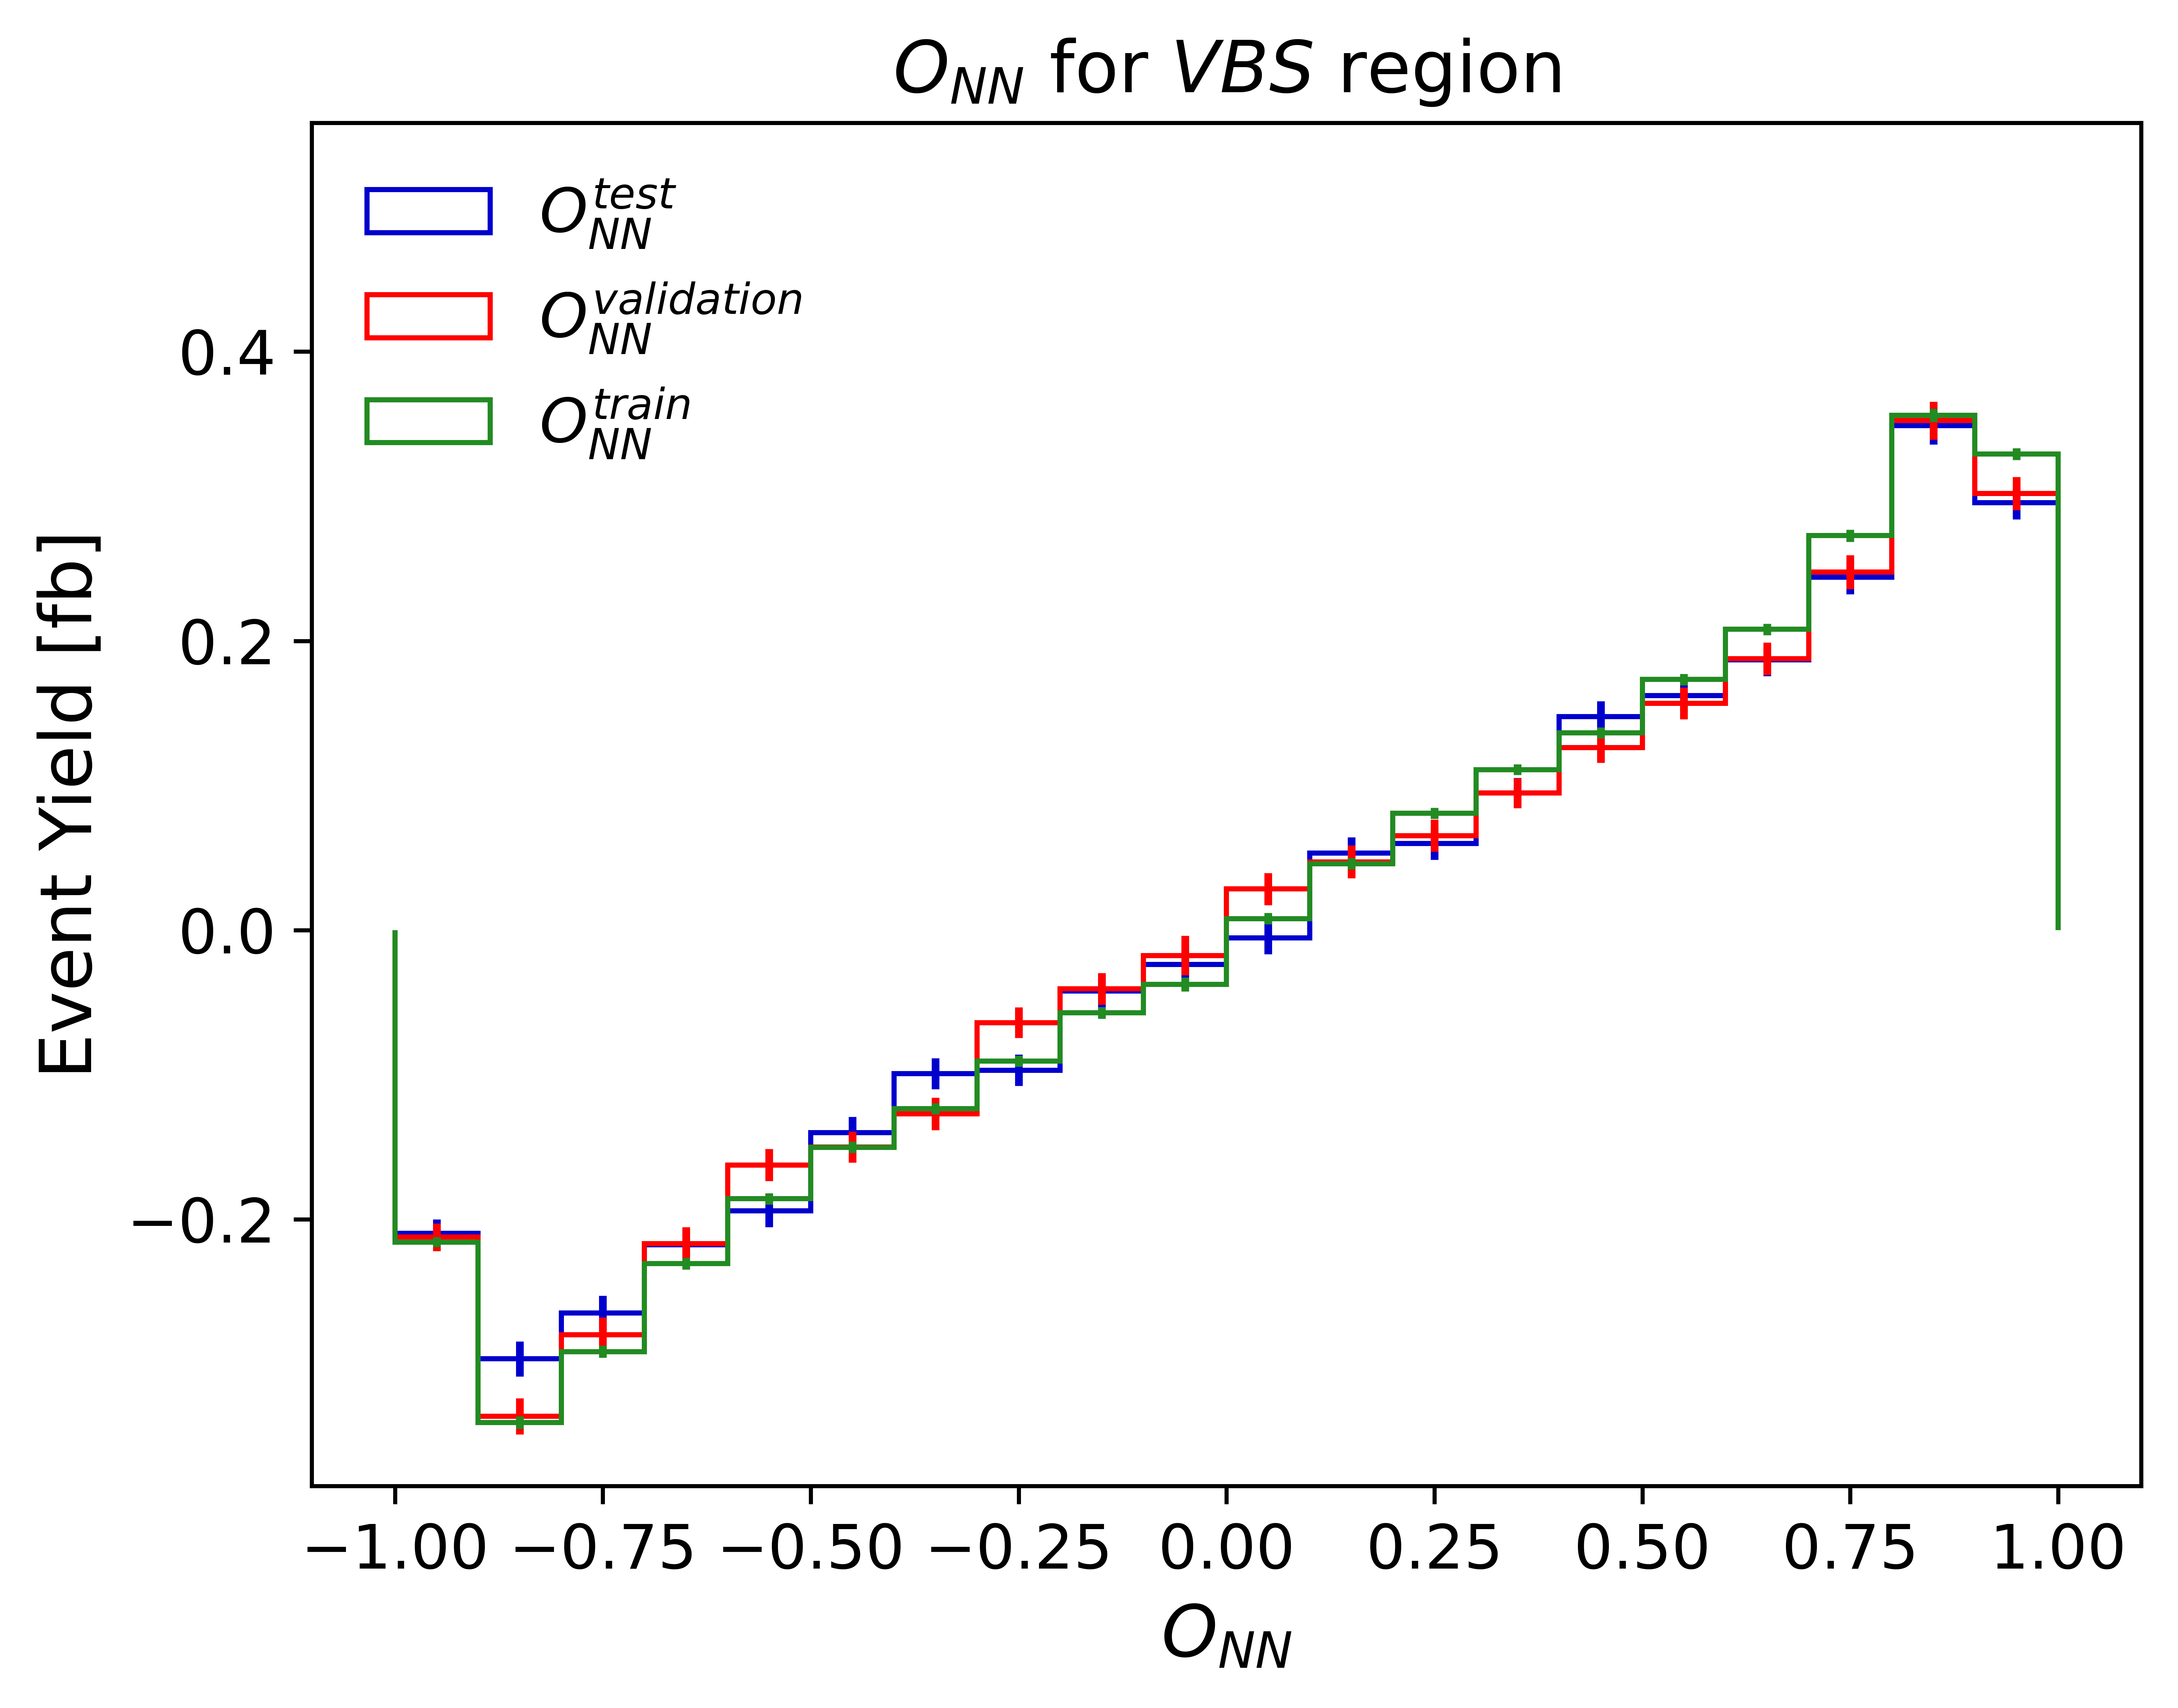 O_NN for VBS region
O_NN^test
O_NN^validation
O_NN^train
Event Yield [fb]
0.4
0.2
0.0
−0.2
−1.00 −0.75 −0.50 −0.25 0.00 0.25 0.50 0.75 1.00
O_NN